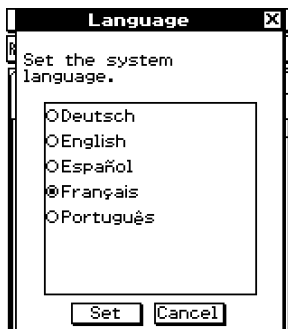 Language
Set the system
language.
Deutsch
English
Español
Français
Português
Set Cancel